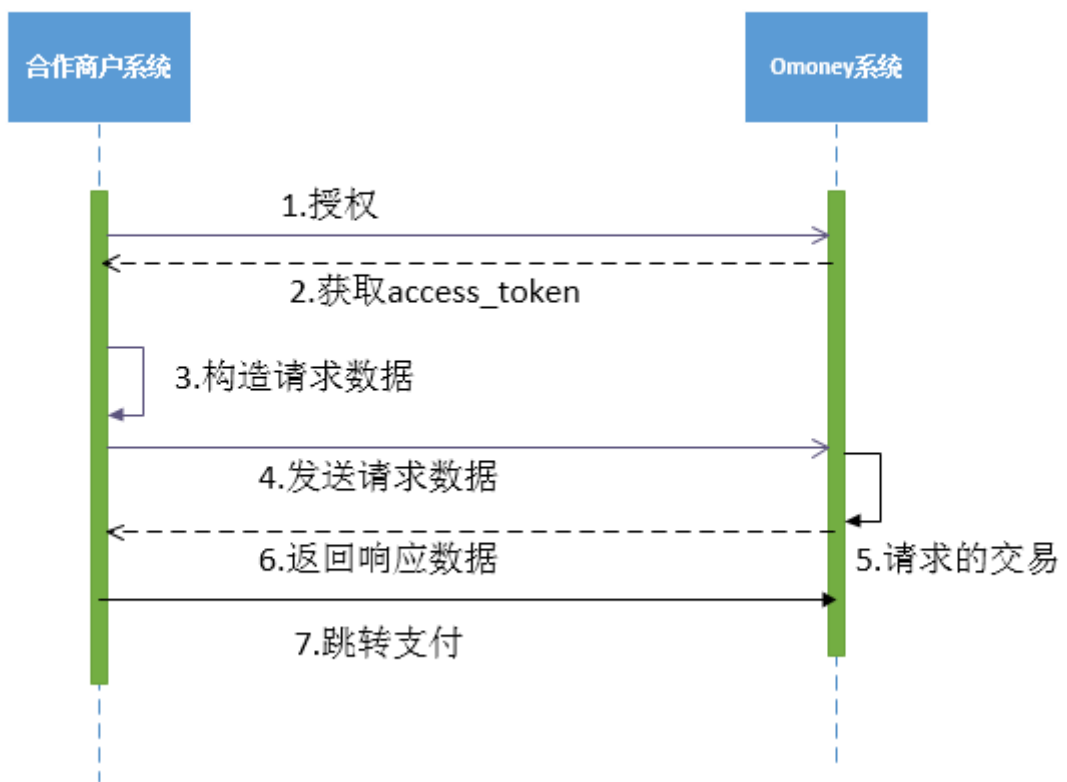 合作商户系统
Omoney系统
1.授权
2.获取access_token
3.构造请求数据
4.发送请求数据
5.请求的交易
6.返回响应数据
7.跳转支付